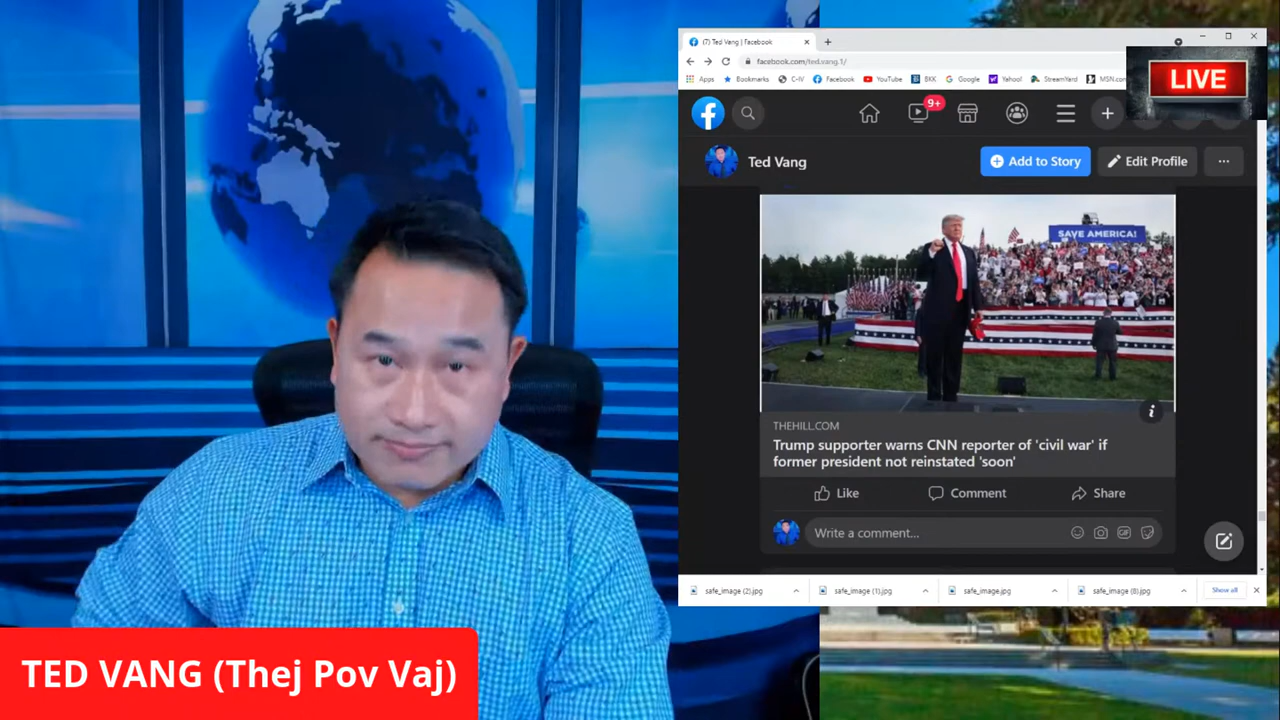 (7) Ted Vang | Facebook
facebook.com/ted.vang.1/
Apps Bookmarks C-IV Facebook YouTube BKK Google Yahoo! StreamYard MSN.com
LIVE
9+
Ted Vang
Add to Story
Edit Profile
SAVE AMERICA!
THEHILL.COM
Trump supporter warns CNN reporter of 'civil war' if
former president not reinstated 'soon'
Like Comment Share
Write a comment...
GIF
safe_image (2).jpg safe_image (1).jpg safe_image.jpg safe_image (8).jpg Show all
TED VANG (Thej Pov Vaj)